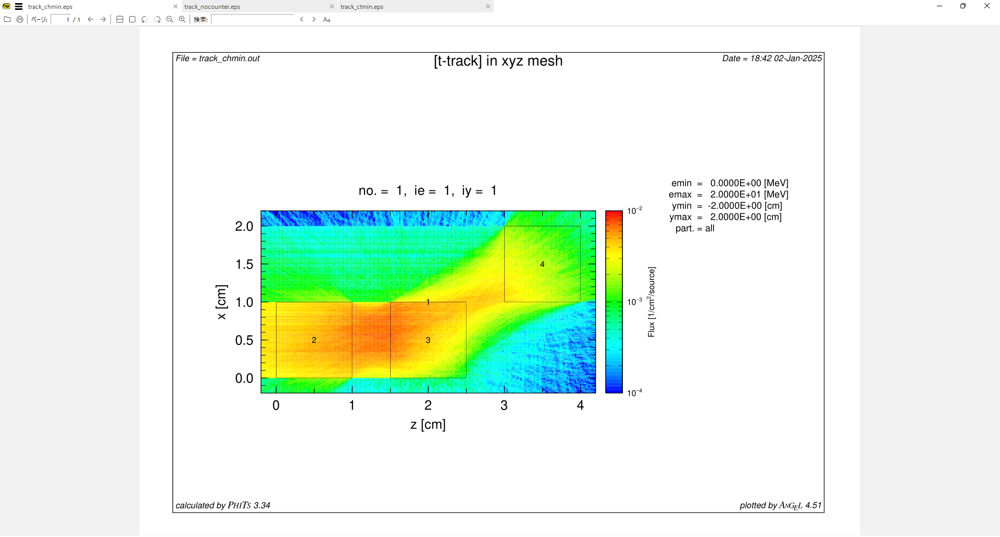 track_chmin.eps
track_nocounter.eps
track_ctmin.eps
ページ: 1 / 1
検索:
Aa
File = track_chmin.out
[t-track] in xyz mesh
Date = 18:42 02-Jan-2025
no. = 1, ie = 1, iy = 1
emin = 0.0000E+00 [MeV]
emax = 2.0000E+01 [MeV]
ymin = -2.0000E+00 [cm]
ymax = 2.0000E+00 [cm]
part. = all
2.0
1.5
1.0
0.5
0.0
x [cm]
4
1
2
3
0 1 2 3 4
z [cm]
10−2
10−3
10−4
Flux [1/cm2/source]
calculated by PHITS 3.34
plotted by ANGEL 4.51